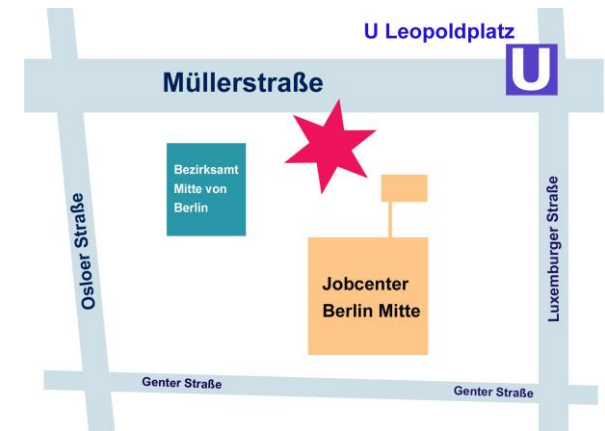 U Leopoldplatz
U
Müllerstraße
Bezirksamt
Mitte von
Berlin
Osloer Straße
Luxemburger Straße
Jobcenter
Berlin Mitte
Genter Straße
Genter Straße